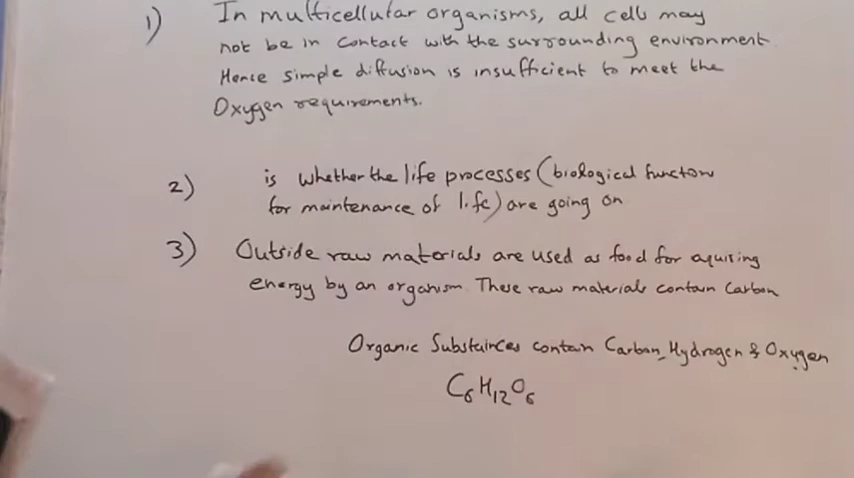 1) In multicellular organisms, all cells may
not be in contact with the surrounding environment.
Hence simple diffusion is insufficient to meet the
Oxygen requirements.
2) is whether the life processes (biological functions
for maintenance of life) are going on
3) Outside raw materials are used as food for aquiring
energy by an organism. These raw materials contain Carbon
Organic Substainces contain Carbon, Hydrogen & Oxygen
C6H12O6